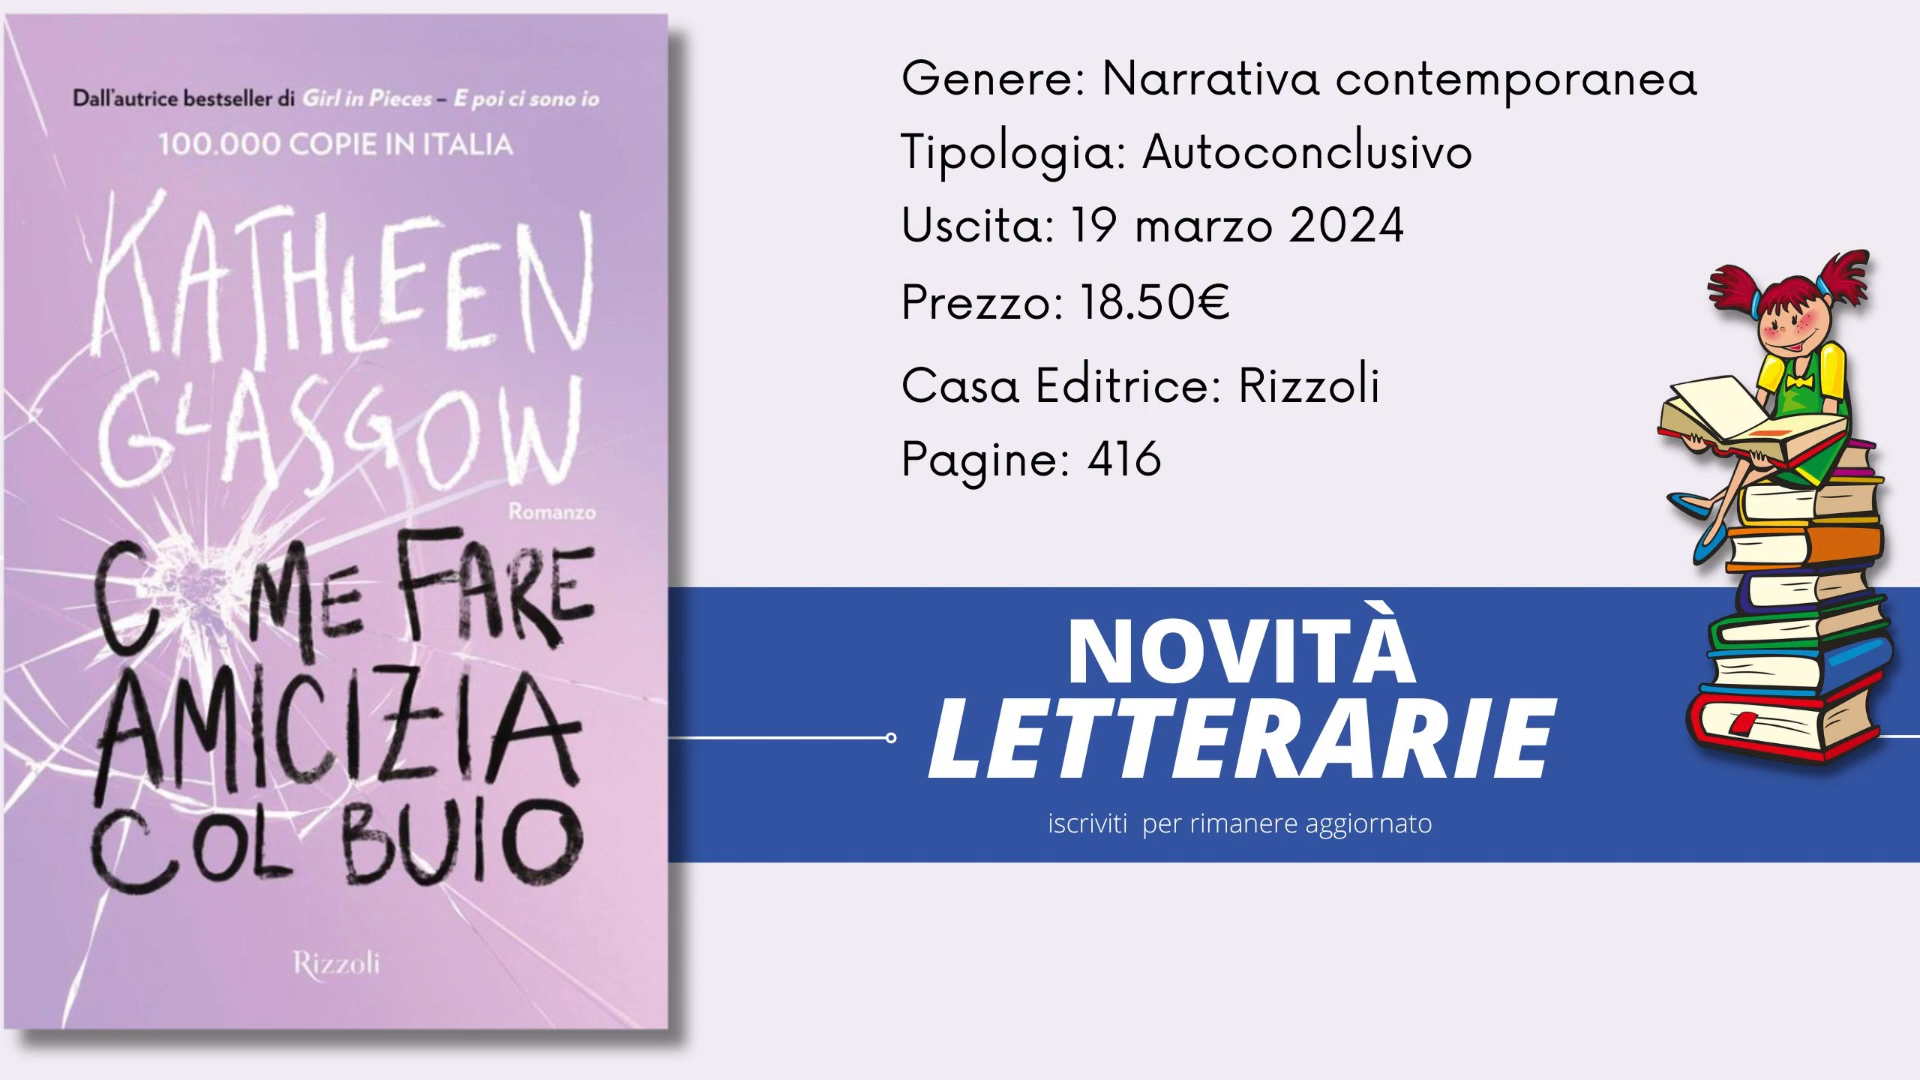 Dall'autrice bestseller di Girl in Pieces – E poi ci sono io
100.000 COPIE IN ITALIA
KATHLEEN
GLASGOW
Romanzo
COME FARE
AMICIZIA
COL BUIO
Rizzoli
Genere: Narrativa contemporanea
Tipologia: Autoconclusivo
Uscita: 19 marzo 2024
Prezzo: 18.50€
Casa Editrice: Rizzoli
Pagine: 416
NOVITÀ
LETTERARIE
iscriviti per rimanere aggiornato